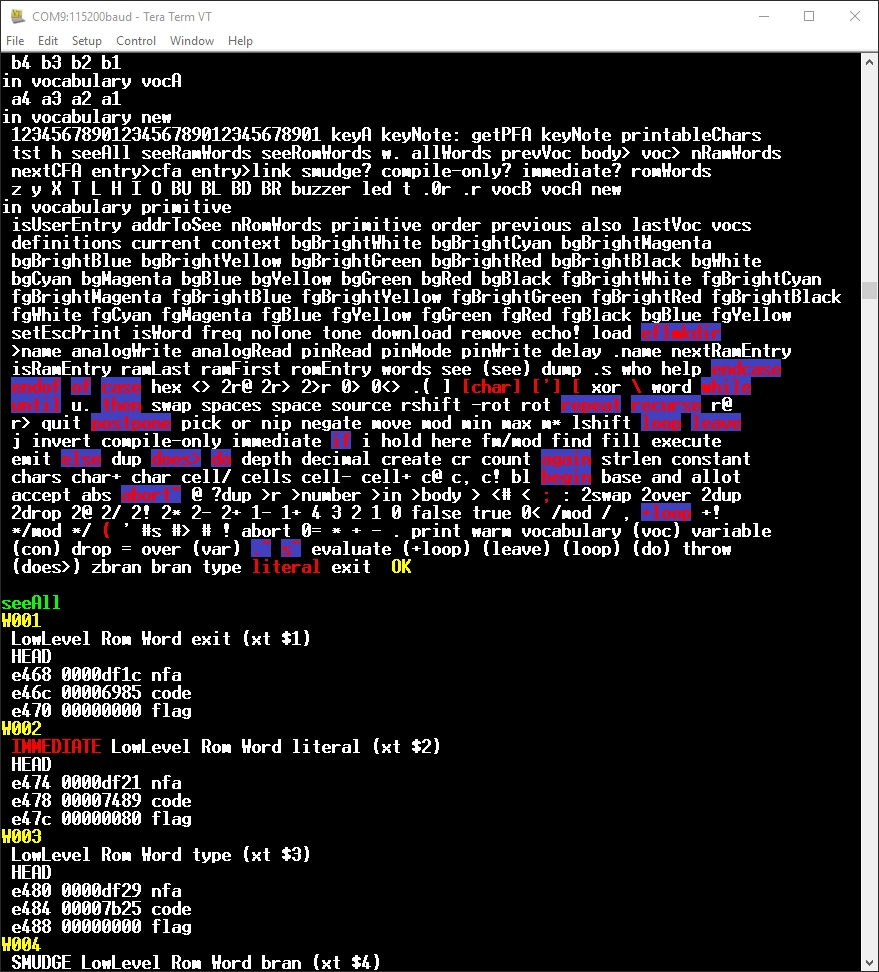 COM9:115200baud - Tera Term VT
File Edit Setup Control Window Help
b4 b3 b2 b1
in vocabulary vocA
a4 a3 a2 a1
in vocabulary new
1234567890123456789012345678901 keyA keyNote: getPFA keyNote printableChars
tst h seeAll seeRamWords seeRomWords w. allWords prevVoc body> voc> nRamWords
nextCFA entry>cfa entry>link smudge? compile-only? immediate? romWords
z y X T L H I O BU BL BD BR buzzer led t .0r .r vocB vocA new
in vocabulary primitive
isUserEntry addrToSee nRomWords primitive order previous also lastVoc vocs
definitions current context bgBrightWhite bgBrightCyan bgBrightMagenta
bgBrightBlue bgBrightYellow bgBrightGreen bgBrightRed bgBrightBlack bgWhite
bgCyan bgMagenta bgBlue bgYellow bgGreen bgRed bgBlack fgBrightWhite fgBrightCyan
fgBrightMagenta fgBrightBlue fgBrightYellow fgBrightGreen fgBrightRed fgBrightBlack
fgWhite fgCyan fgMagenta fgBlue fgYellow fgGreen fgRed fgBlack bgBlue fgYellow
setEscPrint isWord freq noTone tone download remove echo! load eflmkdir
>name analogWrite analogRead pinRead pinMode pinWrite delay .name nextRamEntry
isRamEntry ramLast ramFirst romEntry words see (see) dump .s who help endcase
endof of case hex <> 2r@ 2r> 2>r 0> 0<> .( ] [char] ['] [ xor \ word while
until u. then swap spaces space source rshift -rot rot repeat recurse r@
r> quit postpone pick or nip negate move mod min max m* lshift loop leave
j invert compile-only immediate if i hold here fm/mod find fill execute
emit else dup does> do depth decimal create cr count again strlen constant
chars char+ char cell/ cells cell- cell+ c@ c, c! bl begin base and allot
accept abs abort" @ ?dup >r >number >in >body > <# < ; : 2swap 2over 2dup
2drop 2@ 2/ 2! 2* 2- 2+ 1- 1+ 4 3 2 1 0 false true 0< /mod / , +loop +!
*/mod */ ( ' #s #> # ! abort 0= * + - . print warm vocabulary (voc) variable
(con) drop = over (var) ." s" evaluate (+loop) (leave) (loop) (do) throw
(does>) zbran bran type literal exit OK
seeAll
W001
LowLevel Rom Word exit (xt $1)
HEAD
e468 0000df1c nfa
e46c 00006985 code
e470 00000000 flag
W002
IMMEDIATE LowLevel Rom Word literal (xt $2)
HEAD
e474 0000df21 nfa
e478 00007489 code
e47c 00000080 flag
W003
LowLevel Rom Word type (xt $3)
HEAD
e480 0000df29 nfa
e484 00007b25 code
e488 00000000 flag
W004
SMUDGE LowLevel Rom Word bran (xt $4)